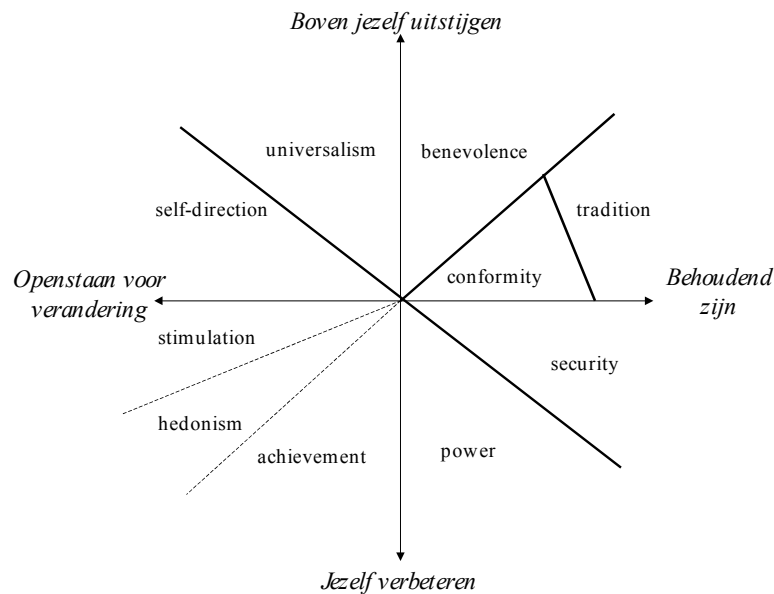 Boven jezelf uitstijgen
universalism
benevolence
self-direction
tradition
Openstaan voor
verandering
conformity
Behoudend
zijn
stimulation
security
hedonism
achievement
power
Jezelf verbeteren